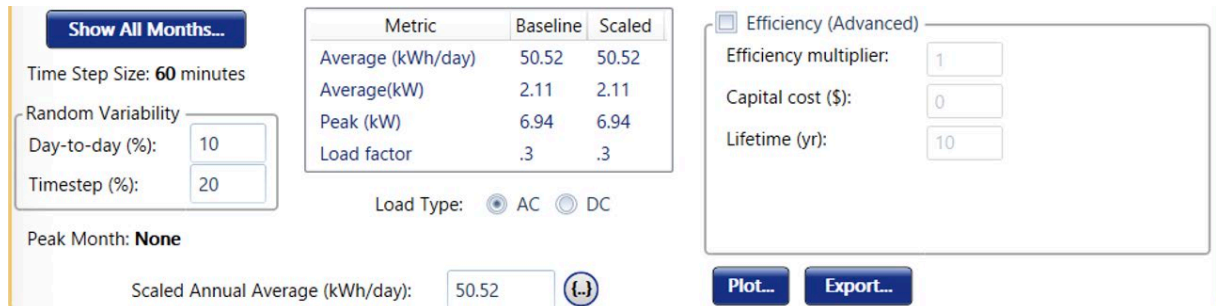 Show All Months...
Time Step Size: 60 minutes
Random Variability
Day-to-day (%): 10
Timestep (%): 20
Peak Month: None
Metric Baseline Scaled
Average (kWh/day) 50.52 50.52
Average(kW) 2.11 2.11
Peak (kW) 6.94 6.94
Load factor .3 .3
Load Type: AC DC
Scaled Annual Average (kWh/day): 50.52 {..}
Efficiency (Advanced)
Efficiency multiplier: 1
Capital cost ($): 0
Lifetime (yr): 10
Plot... Export...